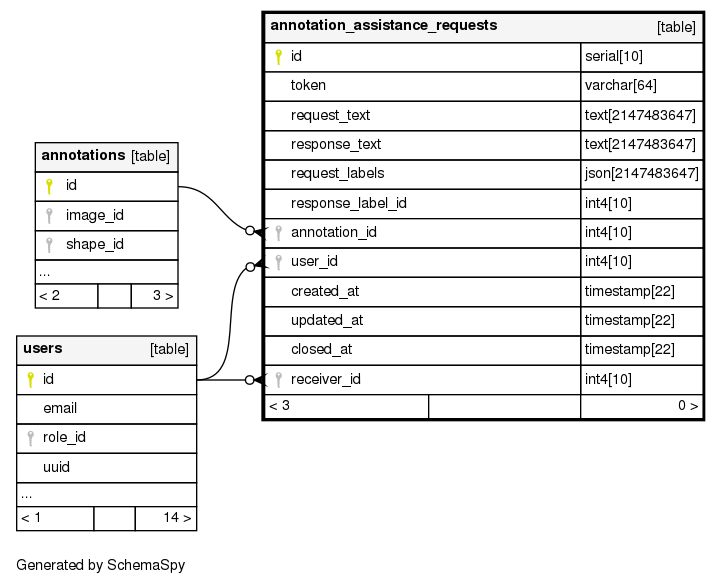 annotation_assistance_requests [table]
id serial[10]
token varchar[64]
request_text text[2147483647]
response_text text[2147483647]
request_labels json[2147483647]
response_label_id int4[10]
annotation_id int4[10]
user_id int4[10]
created_at timestamp[22]
updated_at timestamp[22]
closed_at timestamp[22]
receiver_id int4[10]
< 3 0 >
annotations [table]
id
image_id
shape_id
...
< 2 3 >
users [table]
id
email
role_id
uuid
...
< 1 14 >
Generated by SchemaSpy